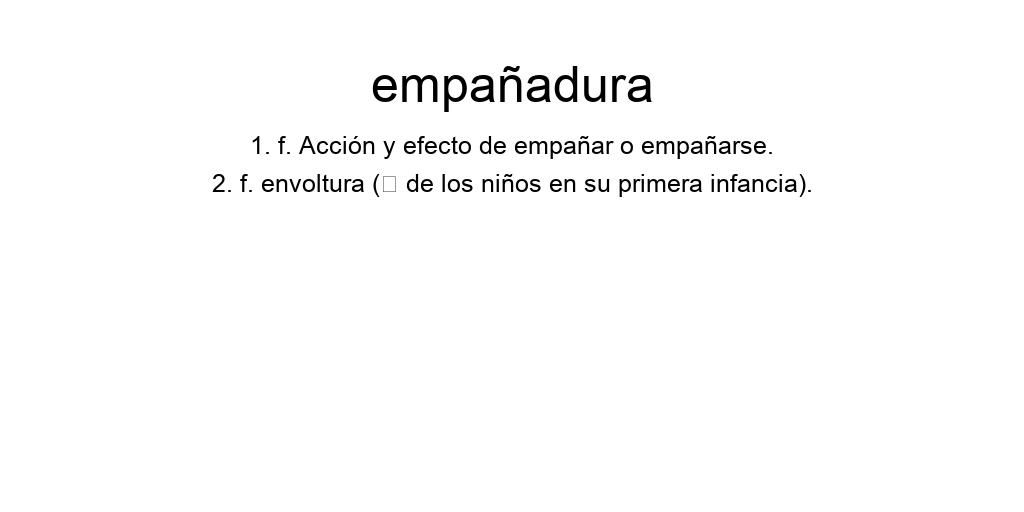 empañadura
1. f. Acción y efecto de empañar o empañarse.
2. f. envoltura (□ de los niños en su primera infancia).